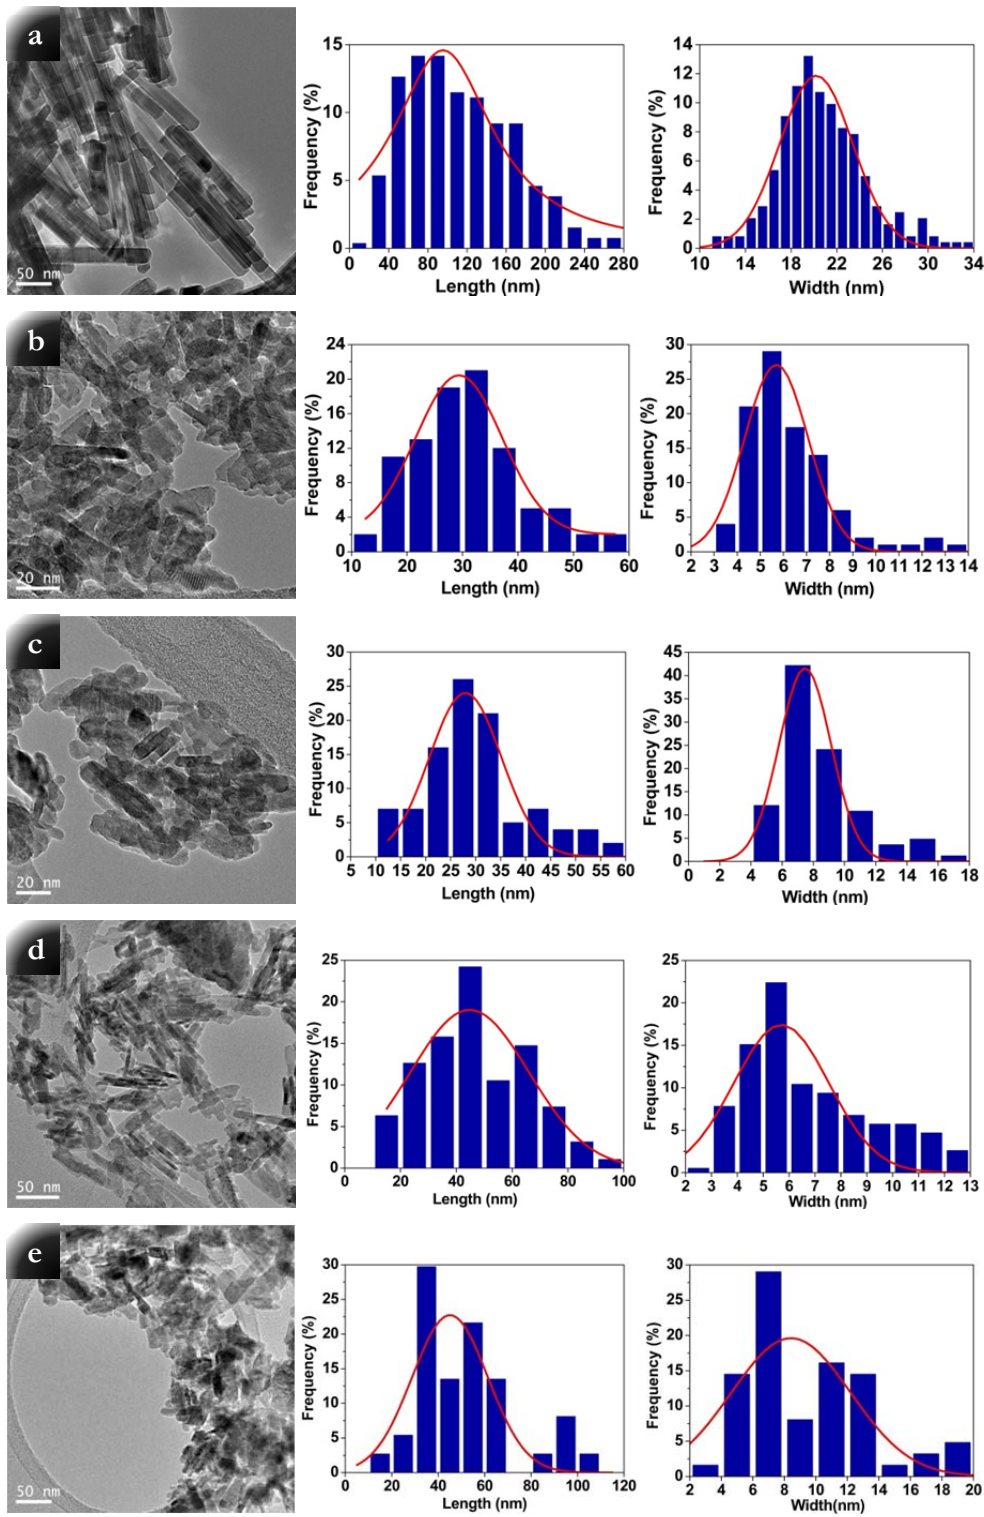 a
50 nm
Frequency (%)
15
10
5
0
0 40 80 120 160 200 240 280
Length (nm)
Frequency (%)
14
12
10
8
6
4
2
0
10 14 18 22 26 30 34
Width (nm)
b
20 nm
Frequency (%)
24
20
16
12
8
4
0
10 20 30 40 50 60
Length (nm)
Frequency (%)
30
25
20
15
10
5
0
2 3 4 5 6 7 8 9 10 11 12 13 14
Width (nm)
c
20 nm
Frequency (%)
30
25
20
15
10
5
0
5 10 15 20 25 30 35 40 45 50 55 60
Length (nm)
Frequency (%)
45
40
35
30
25
20
15
10
5
0
0 2 4 6 8 10 12 14 16 18
Width (nm)
d
50 nm
Frequency (%)
25
20
15
10
5
0
20 40 60 80 100
Length (nm)
Frequency (%)
25
20
15
10
5
0
2 3 4 5 6 7 8 9 10 11 12 13
Width (nm)
e
50 nm
Frequency (%)
30
25
20
15
10
5
0
0 20 40 60 80 100 120
Length (nm)
Frequency (%)
30
25
20
15
10
5
0
2 4 6 8 10 12 14 16 18 20
Width(nm)